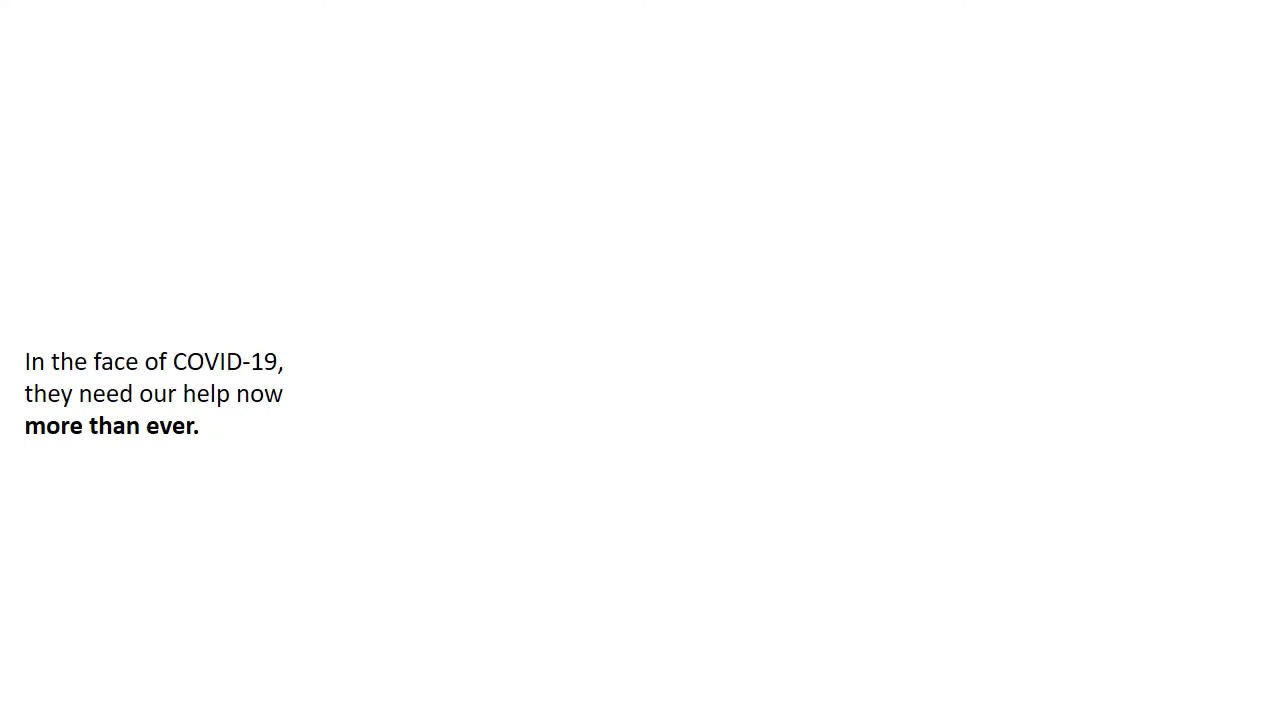 In the face of COVID-19,
they need our help now
more than ever.